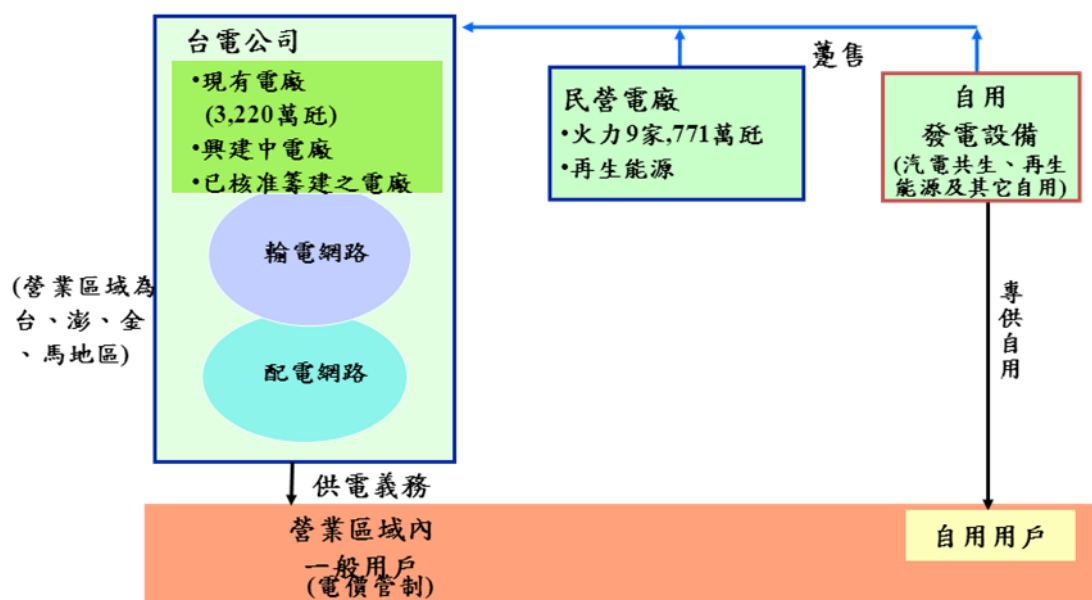 台電公司
•現有電廠
(3,220萬瓩)
•興建中電廠
•已核准籌建之電廠
輸電網路
配電網路
(營業區域為
台、澎、金
、馬地區)
躉售
民營電廠
•火力9家,771萬瓩
•再生能源
自用
發電設備
(汽電共生、再生
能源及其它自用)
專供自用
供電義務
營業區域內
一般用戶
(電價管制)
自用用戶